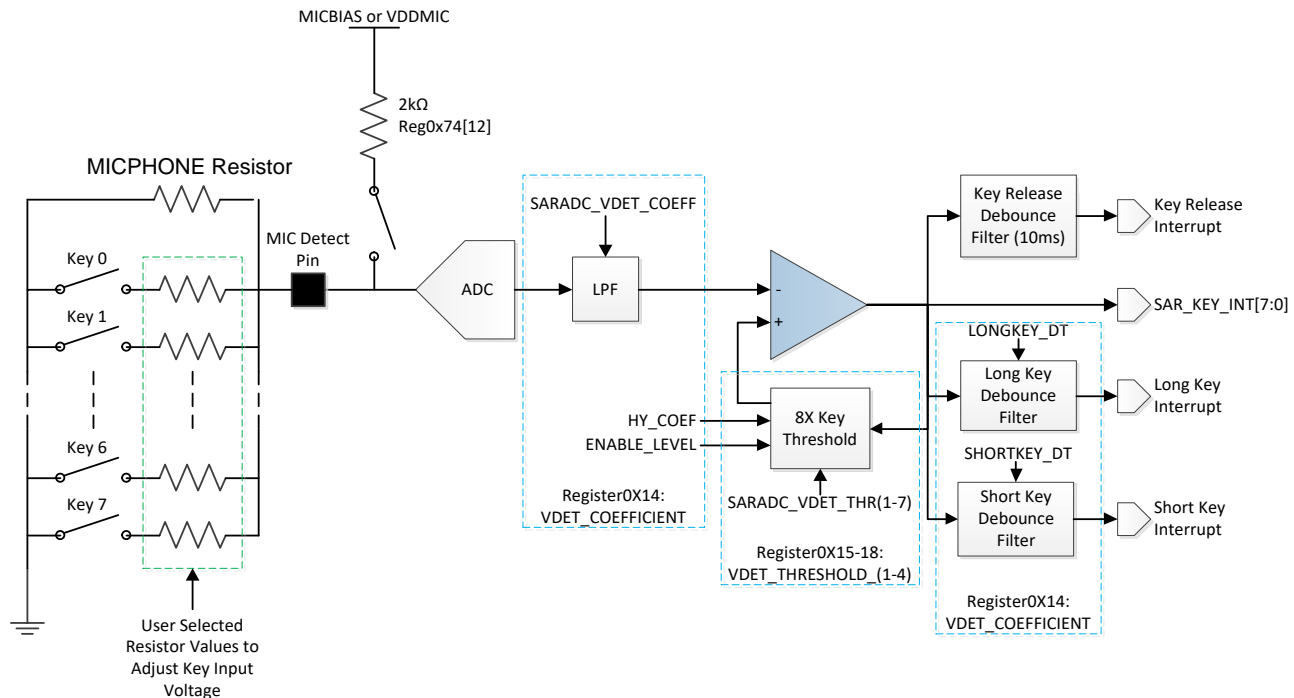 MICBIAS or VDDMIC
2kΩ
Reg0x74[12]
MICPHONE Resistor
Key 0
Key 1
Key 6
Key 7
User Selected
Resistor Values to
Adjust Key Input
Voltage
MIC Detect
Pin
ADC
SARADC_VDET_COEFF
LPF
HY_COEF
ENABLE_LEVEL
Register0X14:
VDET_COEFFICIENT
-
+
8X Key
Threshold
SARADC_VDET_THR(1-7)
Register0X15-18:
VDET_THRESHOLD_(1-4)
Key Release
Debounce
Filter (10ms)
Key Release
Interrupt
SAR_KEY_INT[7:0]
LONGKEY_DT
Long Key
Debounce
Filter
Long Key
Interrupt
SHORTKEY_DT
Short Key
Debounce
Filter
Short Key
Interrupt
Register0X14:
VDET_COEFFICIENT